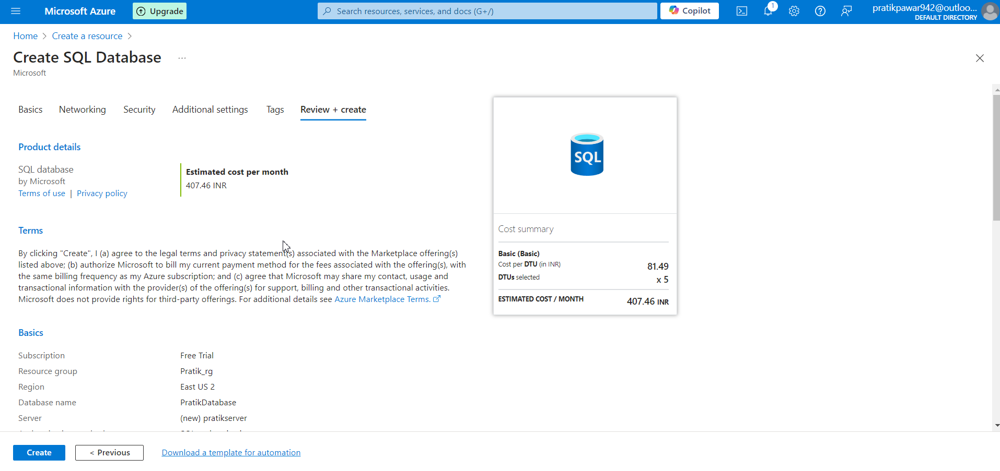 Microsoft Azure
Upgrade
Search resources, services, and docs (G+/)
Copilot
1
pratikpawar942@outloo...
DEFAULT DIRECTORY
Home > Create a resource >
Create SQL Database ...
Microsoft
Basics Networking Security Additional settings Tags Review + create
Product details
SQL database
by Microsoft
Terms of use | Privacy policy
Estimated cost per month
407.46 INR
Terms
By clicking "Create", I (a) agree to the legal terms and privacy statement(s) associated with the Marketplace offering(s)
listed above; (b) authorize Microsoft to bill my current payment method for the fees associated with the offering(s), with
the same billing frequency as my Azure subscription; and (c) agree that Microsoft may share my contact, usage and
transactional information with the provider(s) of the offering(s) for support, billing and other transactional activities.
Microsoft does not provide rights for third-party offerings. For additional details see Azure Marketplace Terms.
Basics
Subscription Free Trial
Resource group Pratik_rg
Region East US 2
Database name PratikDatabase
Server (new) pratikserver
SQL
Cost summary
Basic (Basic)
Cost per DTU (in INR) 81.49
DTUs selected x 5
ESTIMATED COST / MONTH 407.46 INR
Create
< Previous
Download a template for automation